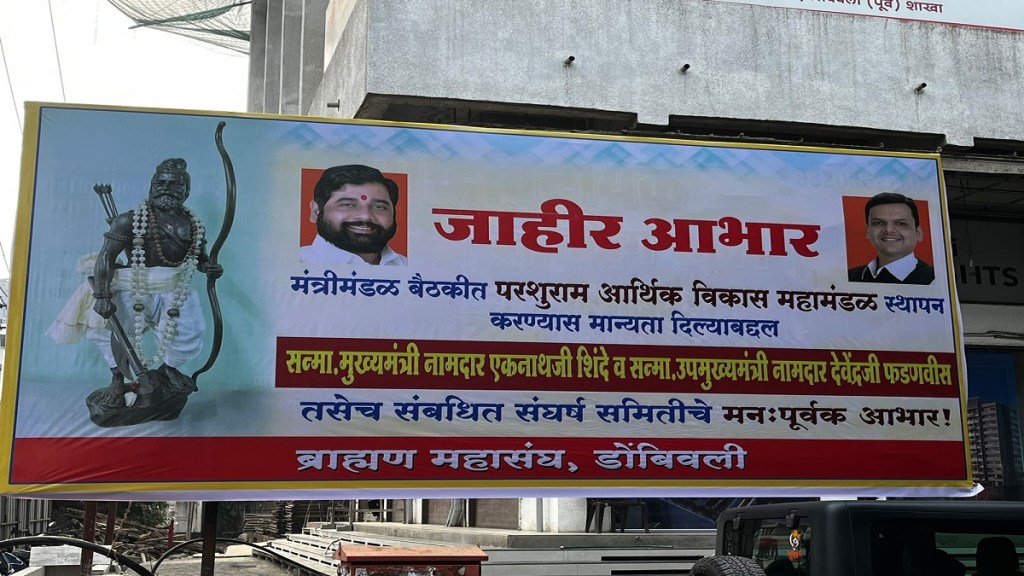 (पूर्व) शाखा
जाहीर आभार
मंत्रीमंडळ बैठकीत परशुराम आर्थिक विकास महामंडळ स्थापन
करण्यास मान्यता दिल्याबद्दल
सन्मा.मुख्यमंत्री नामदार एकनाथजी शिंदे व सन्मा.उपमुख्यमंत्री नामदार देवेंद्रजी फडणवीस
तसेच संबधित संघर्ष समितीचे मनःपूर्वक आभार!
ब्राह्मण महासंघ, डोंबिवली
HTS